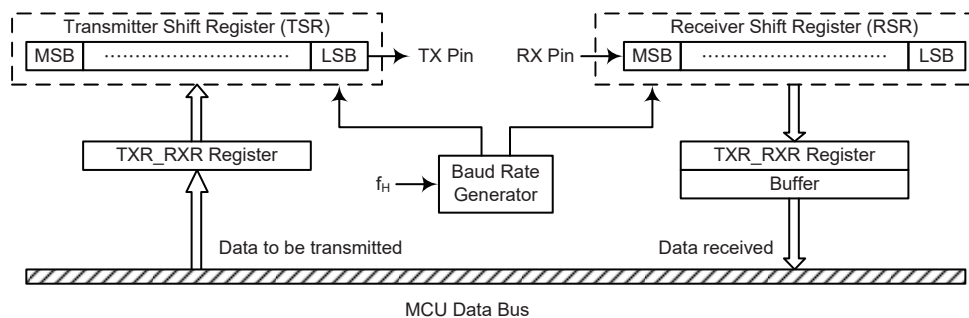 Transmitter Shift Register (TSR)
MSB ································ LSB
TX Pin
RX Pin
Receiver Shift Register (RSR)
MSB ································ LSB
TXR_RXR Register
fH
Baud Rate
Generator
TXR_RXR Register
Buffer
Data to be transmitted
Data received
MCU Data Bus